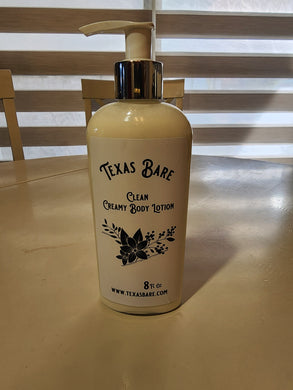 Texas Bare
Clean
Creamy Body Lotion
8 fl oz
www.texasbare.com